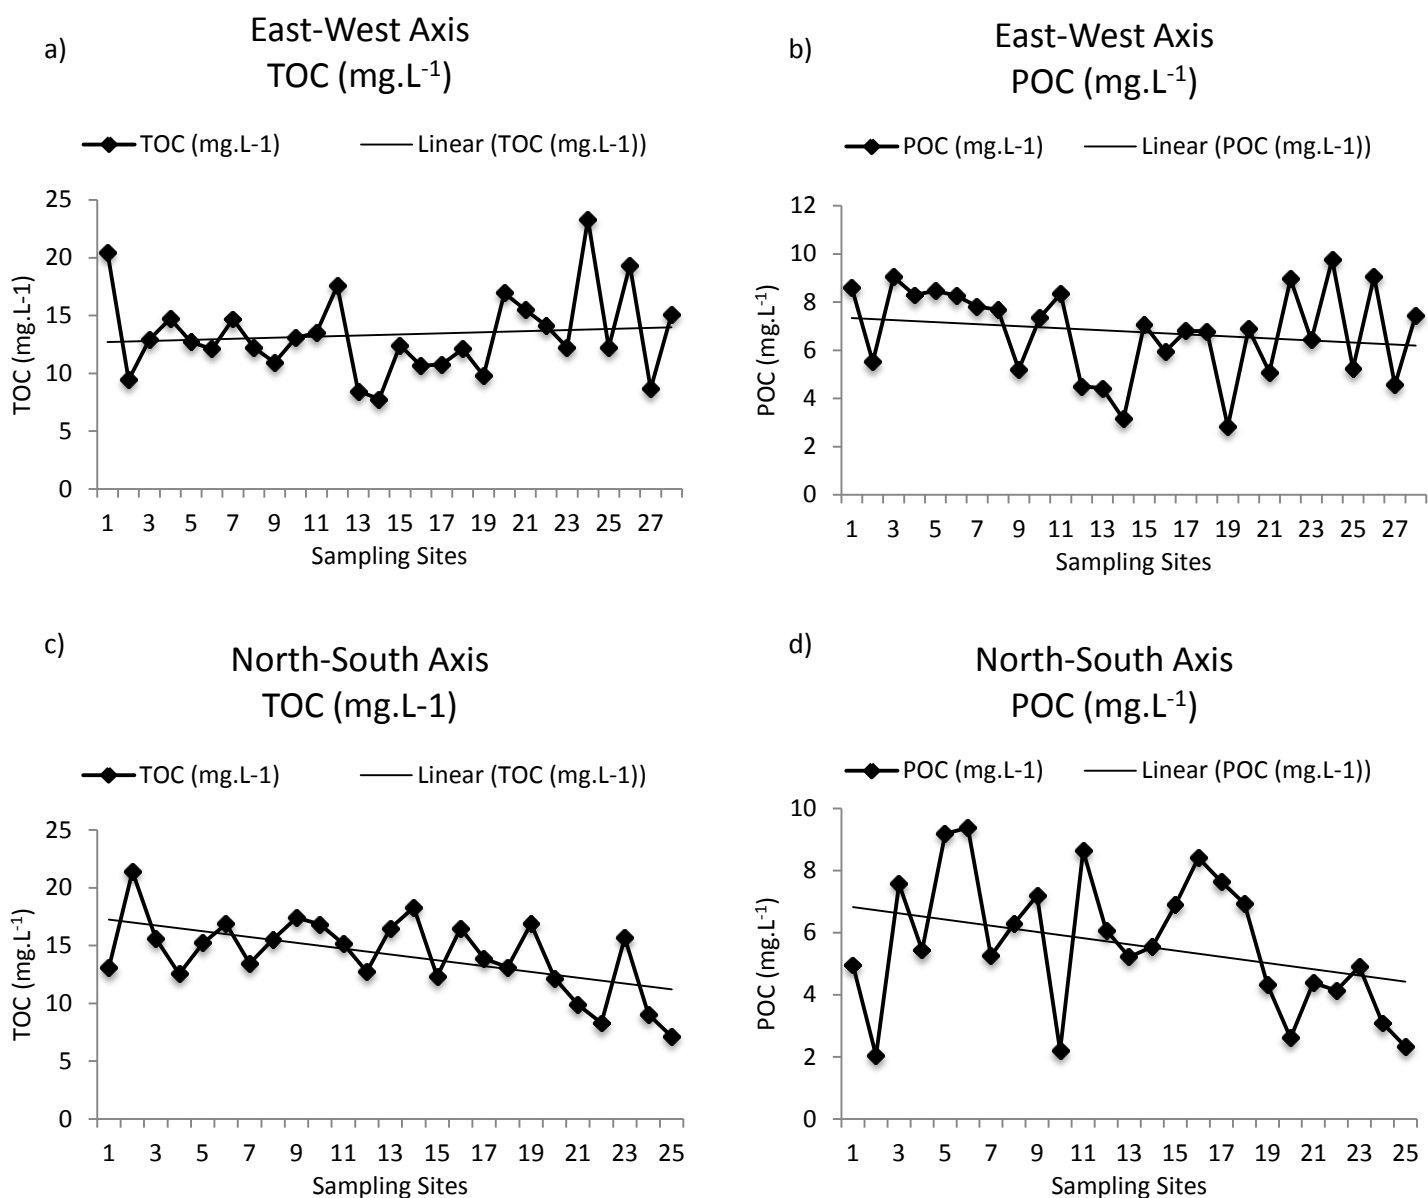 a)
East-West Axis
TOC (mg.L-1)
TOC (mg.L-1)
Linear (TOC (mg.L-1))
25
20
15
10
5
0
TOC (mg.L-1)
1 3 5 7 9 11 13 15 17 19 21 23 25 27
Sampling Sites
b)
East-West Axis
POC (mg.L-1)
POC (mg.L-1)
Linear (POC (mg.L-1))
12
10
8
6
4
2
0
POC (mg.L-1)
1 3 5 7 9 11 13 15 17 19 21 23 25 27
Sampling Sites
c)
North-South Axis
TOC (mg.L-1)
TOC (mg.L-1)
Linear (TOC (mg.L-1))
25
20
15
10
5
0
TOC (mg.L-1)
1 3 5 7 9 11 13 15 17 19 21 23 25
Sampling Sites
d)
North-South Axis
POC (mg.L-1)
POC (mg.L-1)
Linear (POC (mg.L-1))
10
8
6
4
2
0
POC (mg.L-1)
1 3 5 7 9 11 13 15 17 19 21 23 25
Sampling Sites